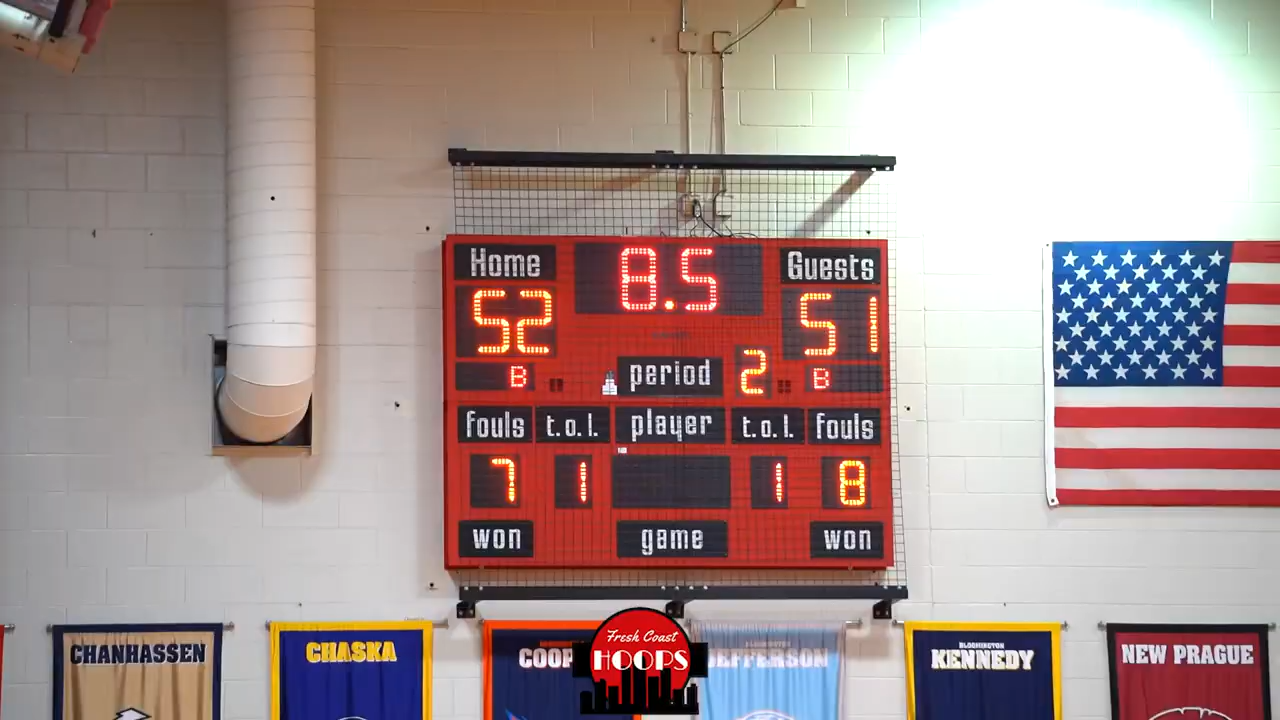 Home 8.5 Guests
52 51
B period 2 B
fouls t.o.l. player t.o.l. fouls
7 1 1 8
won game won
CHANHASSEN
CHASKA
COOP
JEFFERSON
BLOOMINGTON
KENNEDY
NEW PRAGUE
Fresh Coast
HOOPS